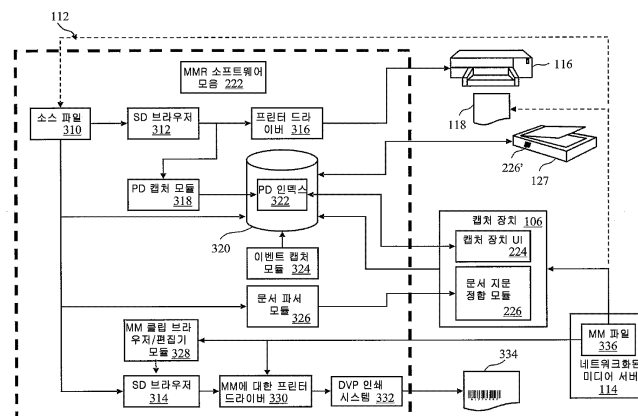 112
MMR 소프트웨어
모음 222
116
소스 파일
310
SD 브라우저
312
프린터 드라
이버 316
118
226'
127
PD 캡처 모듈
318
PD 인덱스
322
320
캡처 장치 106
캡처 장치 UI
224
이벤트 캡처
모듈 324
문서 파서
모듈 326
문서 지문
정합 모듈
226
MM 클립 브라
우저/편집기
모듈 328
MM 파일
336
네트워크화된
미디어 서버
114
334
SD 브라우저
314
MM에 대한 프린터
드라이버 330
DVP 인쇄
시스템 332